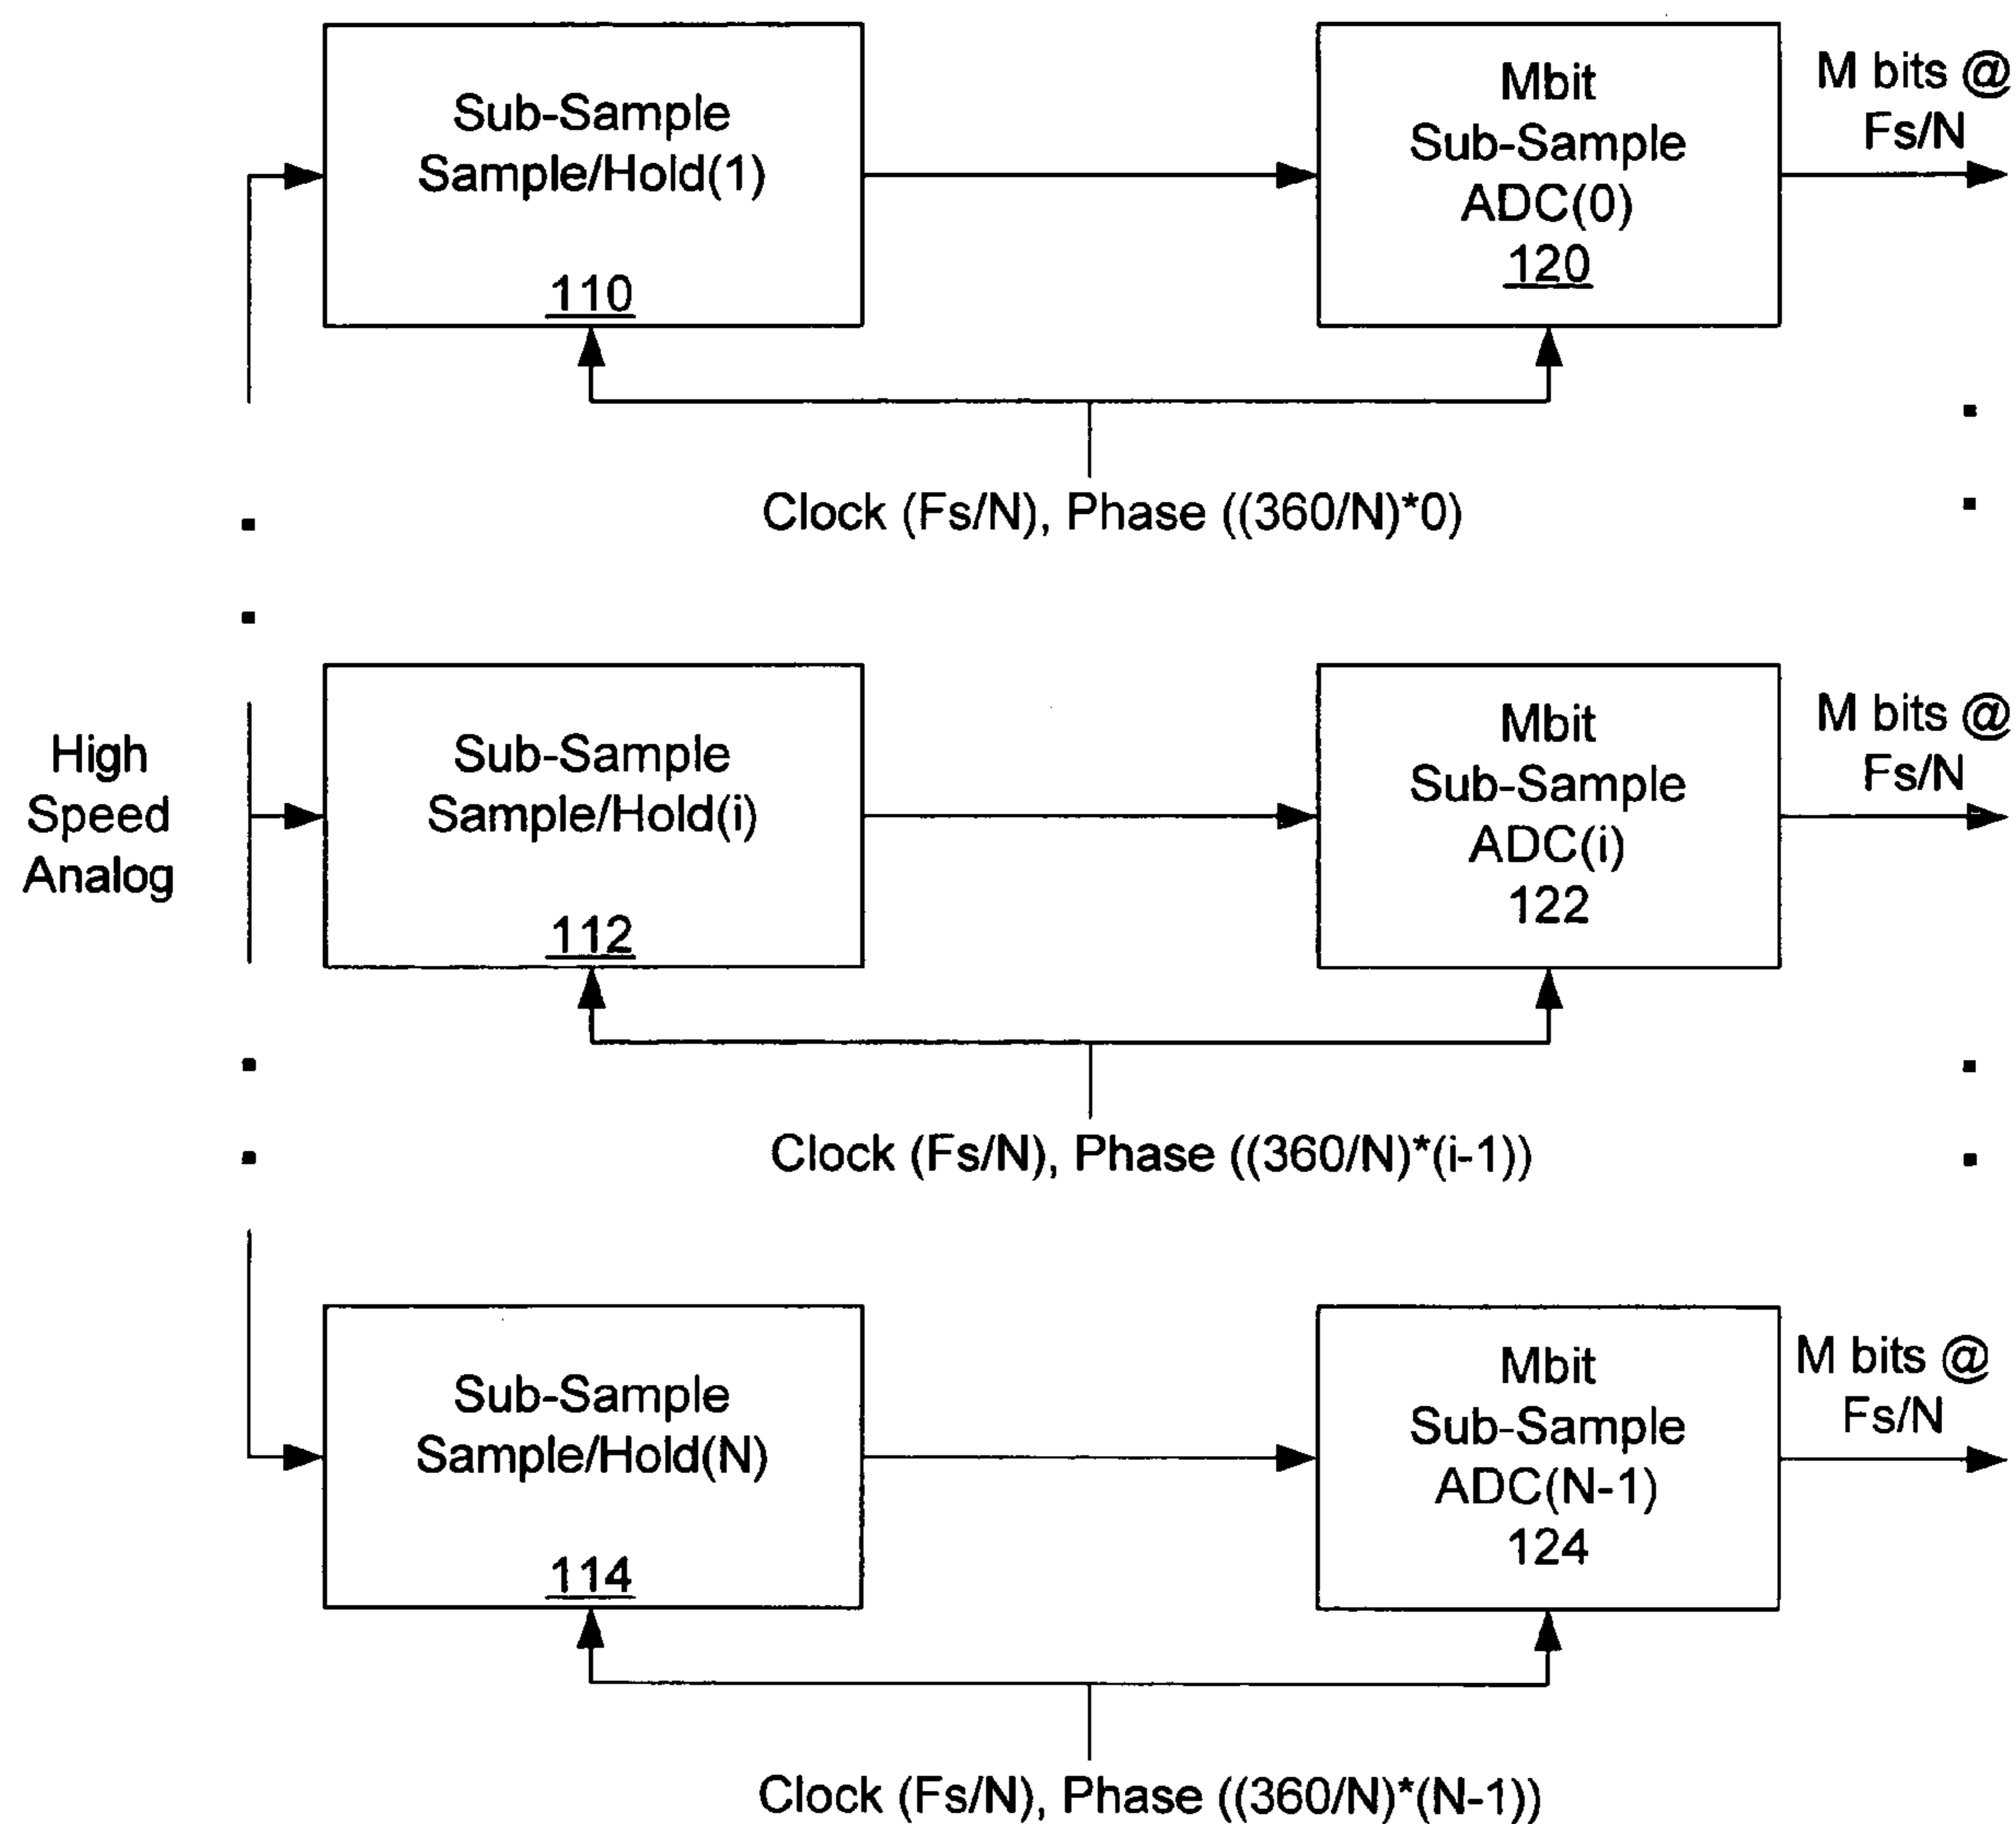 Sub-Sample
Sample/Hold(1)
110
Mbit
Sub-Sample
ADC(0)
120
M bits @
Fs/N
Clock (Fs/N), Phase ((360/N)*0)
High
Speed
Analog
Sub-Sample
Sample/Hold(i)
112
Mbit
Sub-Sample
ADC(i)
122
M bits @
Fs/N
Clock (Fs/N), Phase ((360/N)*(i-1))
Sub-Sample
Sample/Hold(N)
114
Mbit
Sub-Sample
ADC(N-1)
124
M bits @
Fs/N
Clock (Fs/N), Phase ((360/N)*(N-1))